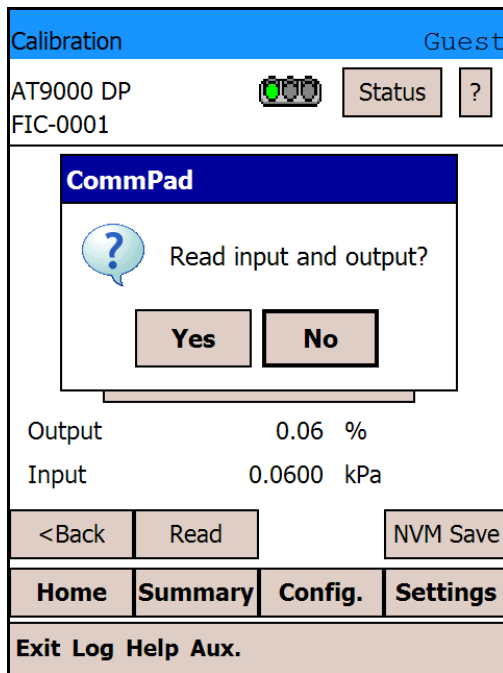 Calibration Guest
AT9000 DP
FIC-0001
Status ?
CommPad
? Read input and output?
Yes No
Output 0.06 %
Input 0.0600 kPa
<Back Read NVM Save
Home Summary Config. Settings
Exit Log Help Aux.